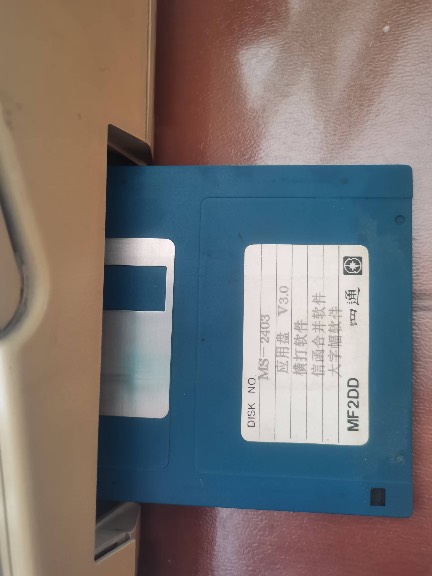 DISK NO.
MS-2403
应用盘 V3.0
横打软件
信函合并软件
大字幅软件
MF2DD 四通